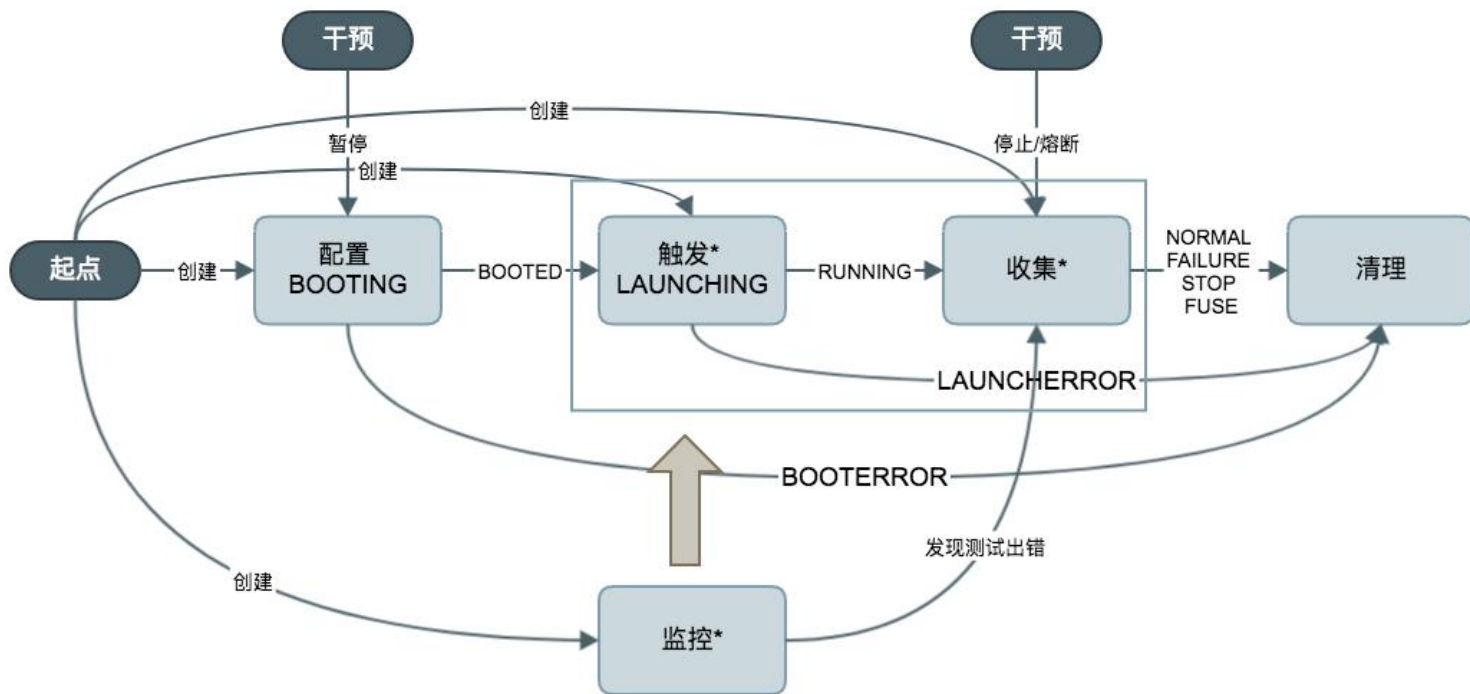 干预
干预
创建
暂停
停止/熔断
创建
起点
创建
配置
BOOTING
BOOTED
触发*
LAUNCHING
RUNNING
收集*
NORMAL
FAILURE
STOP
FUSE
清理
LAUNCHERROR
BOOTERROR
发现测试出错
创建
监控*